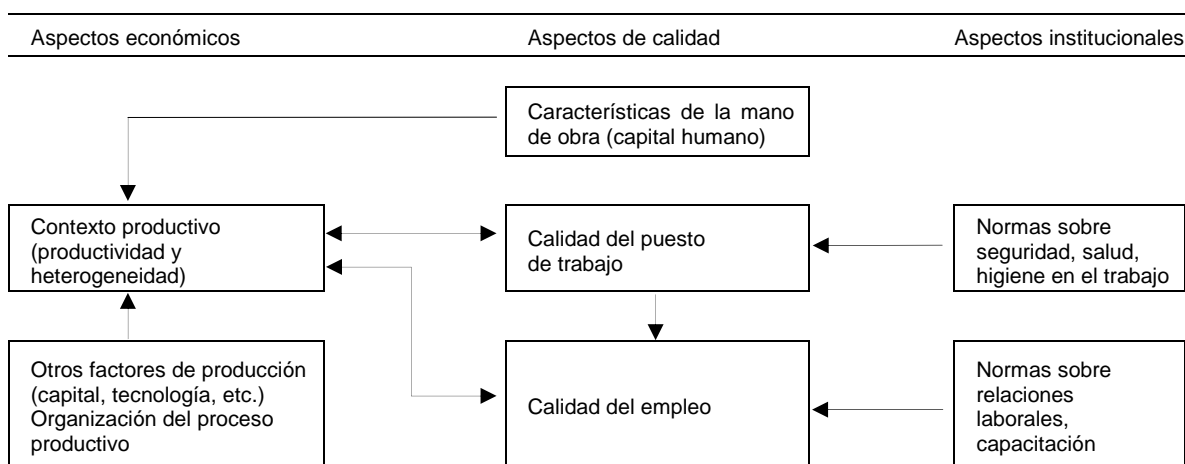 Aspectos económicos
Aspectos de calidad
Aspectos institucionales
Características de la mano
de obra (capital humano)
Contexto productivo
(productividad y
heterogeneidad)
Calidad del puesto
de trabajo
Normas sobre
seguridad, salud,
higiene en el trabajo
Otros factores de producción
(capital, tecnología, etc.)
Organización del proceso
productivo
Calidad del empleo
Normas sobre
relaciones
laborales,
capacitación